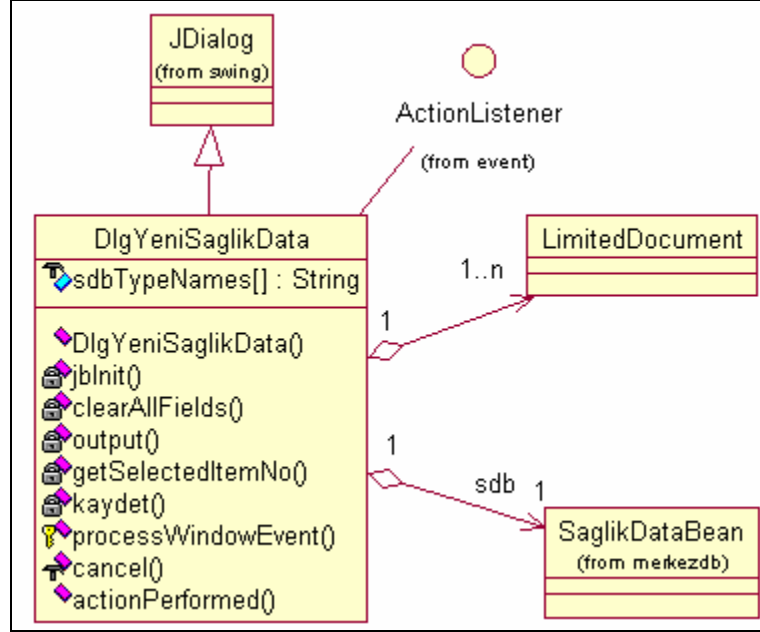 JDialog
(from swing)
ActionListener
(from event)
DlgYeniSaglikData
sdbTypeNames[] : String
DlgYeniSaglikData()
jbInit()
clearAllFields()
output()
getSelectedItemNo()
kaydet()
processWindowEvent()
cancel()
actionPerformed()
LimitedDocument
1..n
1
1
sdb
1
SaglikDataBean
(from merkezdb)